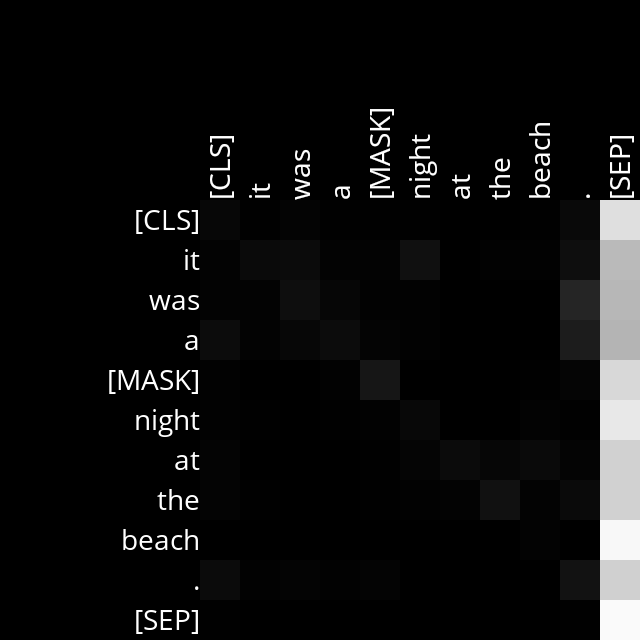 [CLS] it was a [MASK] night at the beach . [SEP]
[CLS]
it
was
a
[MASK]
night
at
the
beach
.
[SEP]